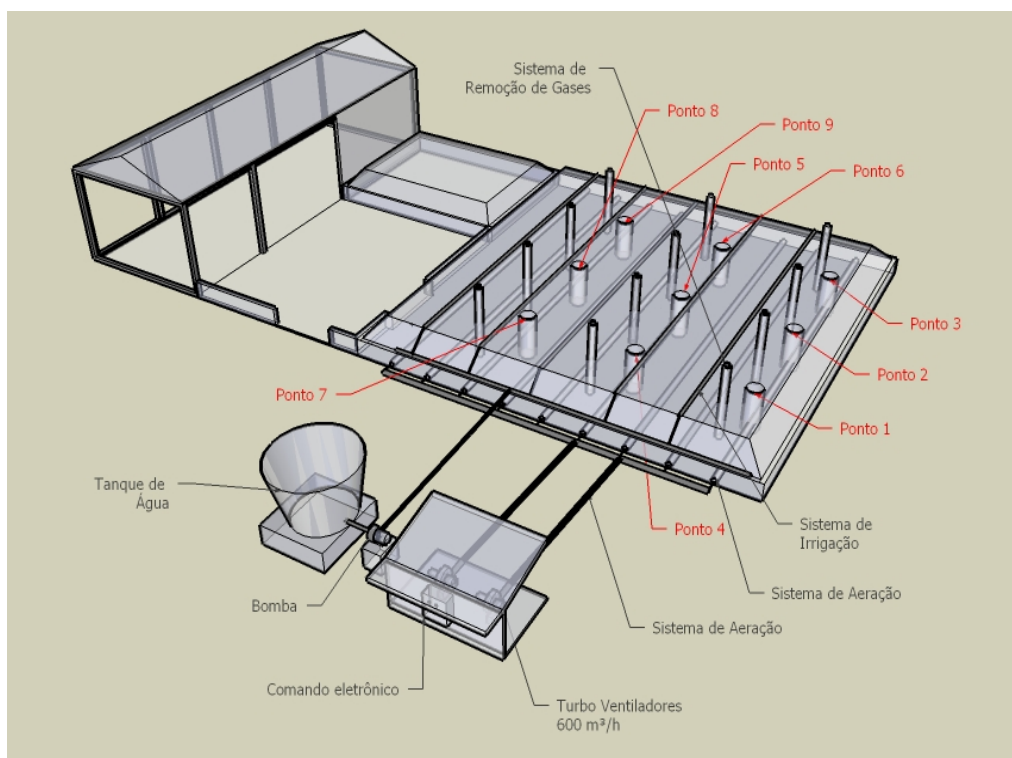 Sistema de
Remoção de Gases
Ponto 8
Ponto 9
Ponto 5
Ponto 6
Ponto 3
Ponto 2
Ponto 7
Ponto 1
Tanque de
Água
Ponto 4
Sistema de
Irrigação
Sistema de Aeração
Bomba
Sistema de Aeração
Comando eletrônico
Turbo Ventiladores
600 m³/h